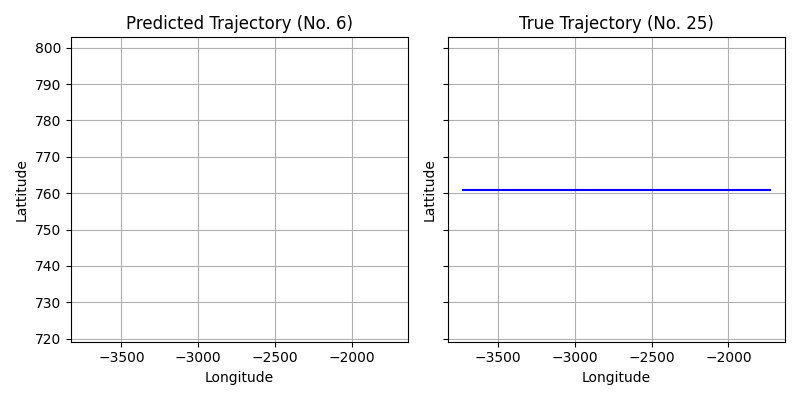 Predicted Trajectory (No. 6)
Lattitude
800
790
780
770
760
750
740
730
720
−3500 −3000 −2500 −2000
Longitude
True Trajectory (No. 25)
Lattitude
−3500 −3000 −2500 −2000
Longitude